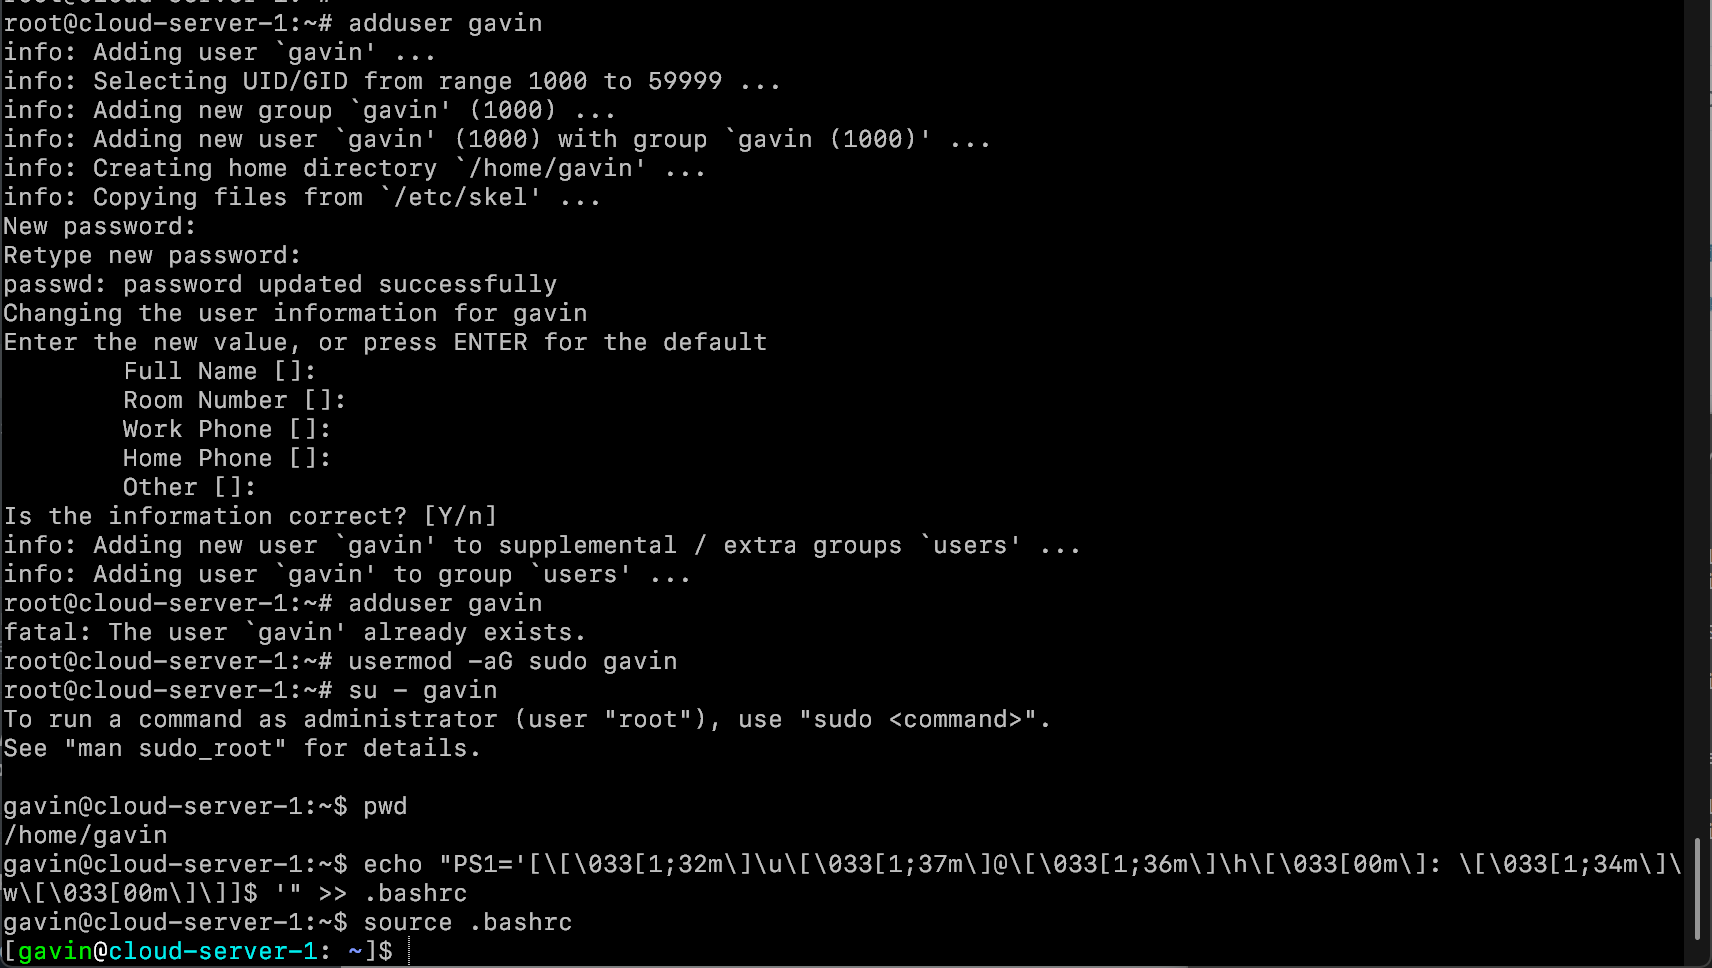 root@cloud-server-1:~# adduser gavin
info: Adding user `gavin' ...
info: Selecting UID/GID from range 1000 to 59999 ...
info: Adding new group `gavin' (1000) ...
info: Adding new user `gavin' (1000) with group `gavin (1000)' ...
info: Creating home directory `/home/gavin' ...
info: Copying files from `/etc/skel' ...
New password:
Retype new password:
passwd: password updated successfully
Changing the user information for gavin
Enter the new value, or press ENTER for the default
        Full Name []:
        Room Number []:
        Work Phone []:
        Home Phone []:
        Other []:
Is the information correct? [Y/n]
info: Adding new user `gavin' to supplemental / extra groups `users' ...
info: Adding user `gavin' to group `users' ...
root@cloud-server-1:~# adduser gavin
fatal: The user `gavin' already exists.
root@cloud-server-1:~# usermod -aG sudo gavin
root@cloud-server-1:~# su - gavin
To run a command as administrator (user "root"), use "sudo <command>".
See "man sudo_root" for details.

gavin@cloud-server-1:~$ pwd
/home/gavin
gavin@cloud-server-1:~$ echo "PS1='[\[\033[1;32m\]\u\[\033[1;37m\]@\[\033[1;36m\]\h\[\033[00m\]: \[\033[1;34m\]\
w\[\033[00m\]\]]$ '" >> .bashrc
gavin@cloud-server-1:~$ source .bashrc
[gavin@cloud-server-1: ~]$